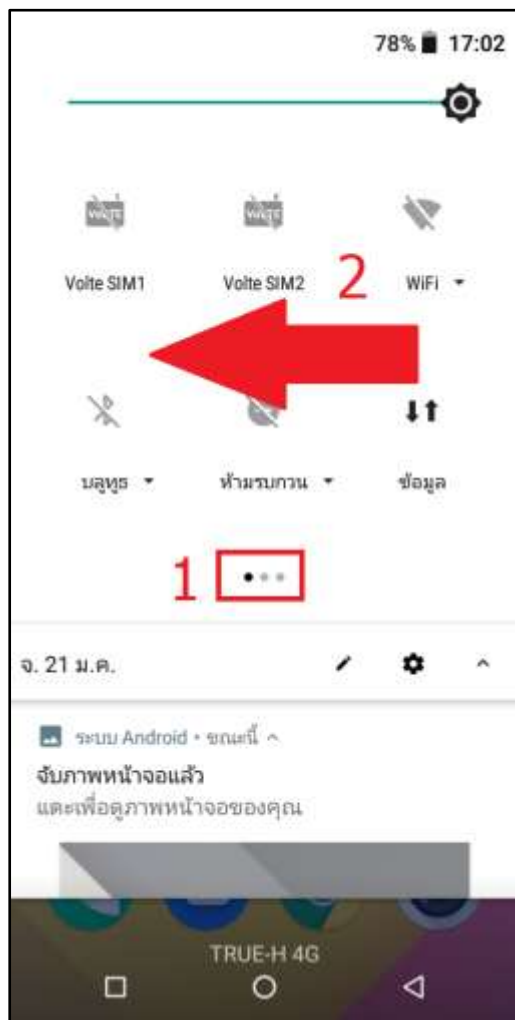 78% 17:02
VoLTE VoLTE
Volte SIM1 Volte SIM2 2 WiFi
บลูทูธ ห้ามรบกวน ข้อมูล
1
จ. 21 ม.ค.
ระบบ Android • ขณะนี้
จับภาพหน้าจอแล้ว
แตะเพื่อดูภาพหน้าจอของคุณ
TRUE-H 4G